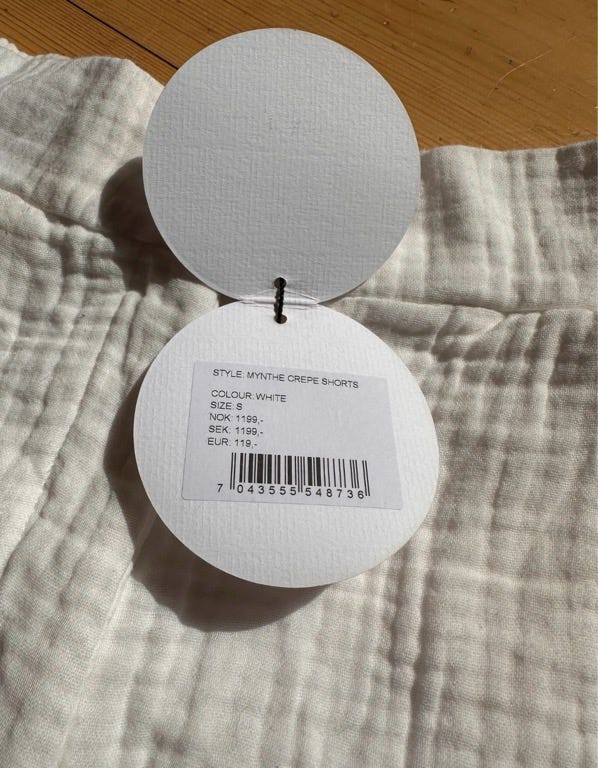 STYLE: MYNTHE CREPE SHORTS
COLOUR: WHITE
SIZE: S
NOK: 1199,-
SEK: 1199,-
EUR: 119,-
7 043555 548736